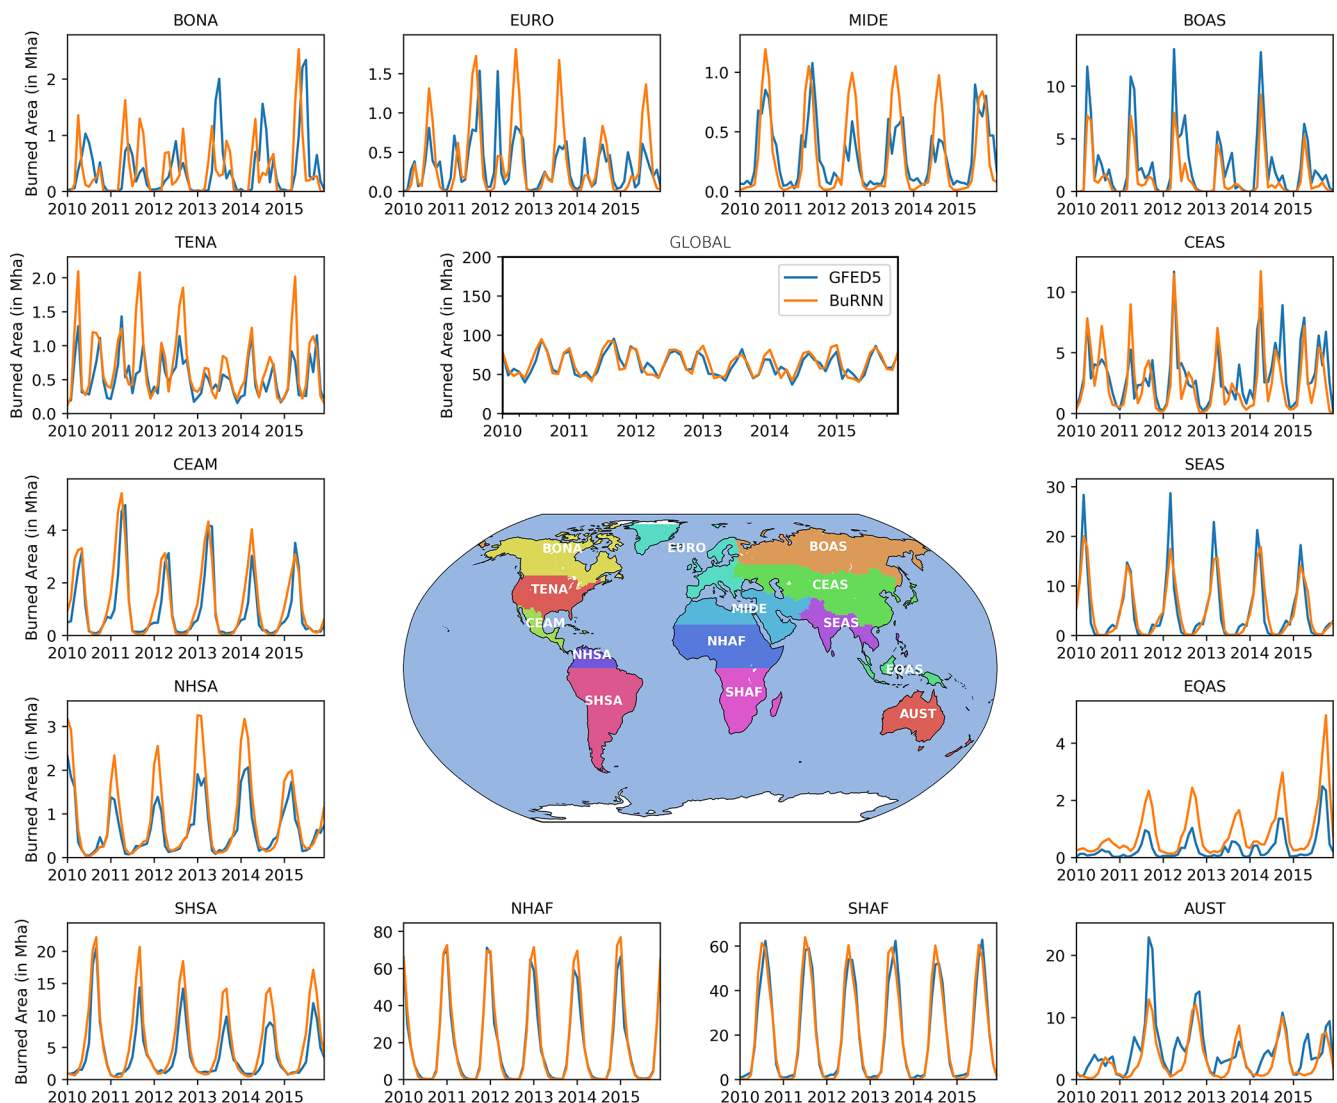 BONA
Burned Area (in Mha)
2
1
0
2010 2011 2012 2013 2014 2015
EURO
1.5
1.0
0.5
0.0
2010 2011 2012 2013 2014 2015
MIDE
1.0
0.5
0.0
2010 2011 2012 2013 2014 2015
BOAS
10
5
0
2010 2011 2012 2013 2014 2015
TENA
Burned Area (in Mha)
2.0
1.5
1.0
0.5
0.0
2010 2011 2012 2013 2014 2015
GLOBAL
Burned Area (in Mha)
200
150
100
50
0
2010 2011 2012 2013 2014 2015
GFED5
BuRNN
CEAS
10
5
0
2010 2011 2012 2013 2014 2015
CEAM
Burned Area (in Mha)
4
2
0
2010 2011 2012 2013 2014 2015
BONA
EURO
BOAS
TENA
CEAS
MIDE
CEAM
SEAS
NHAF
NHSA
EQAS
SHAF
SHSA
AUST
SEAS
30
20
10
0
2010 2011 2012 2013 2014 2015
NHSA
Burned Area (in Mha)
3
2
1
0
2010 2011 2012 2013 2014 2015
EQAS
4
2
0
2010 2011 2012 2013 2014 2015
SHSA
Burned Area (in Mha)
20
15
10
5
0
2010 2011 2012 2013 2014 2015
NHAF
80
60
40
20
0
2010 2011 2012 2013 2014 2015
SHAF
60
40
20
0
2010 2011 2012 2013 2014 2015
AUST
20
10
0
2010 2011 2012 2013 2014 2015